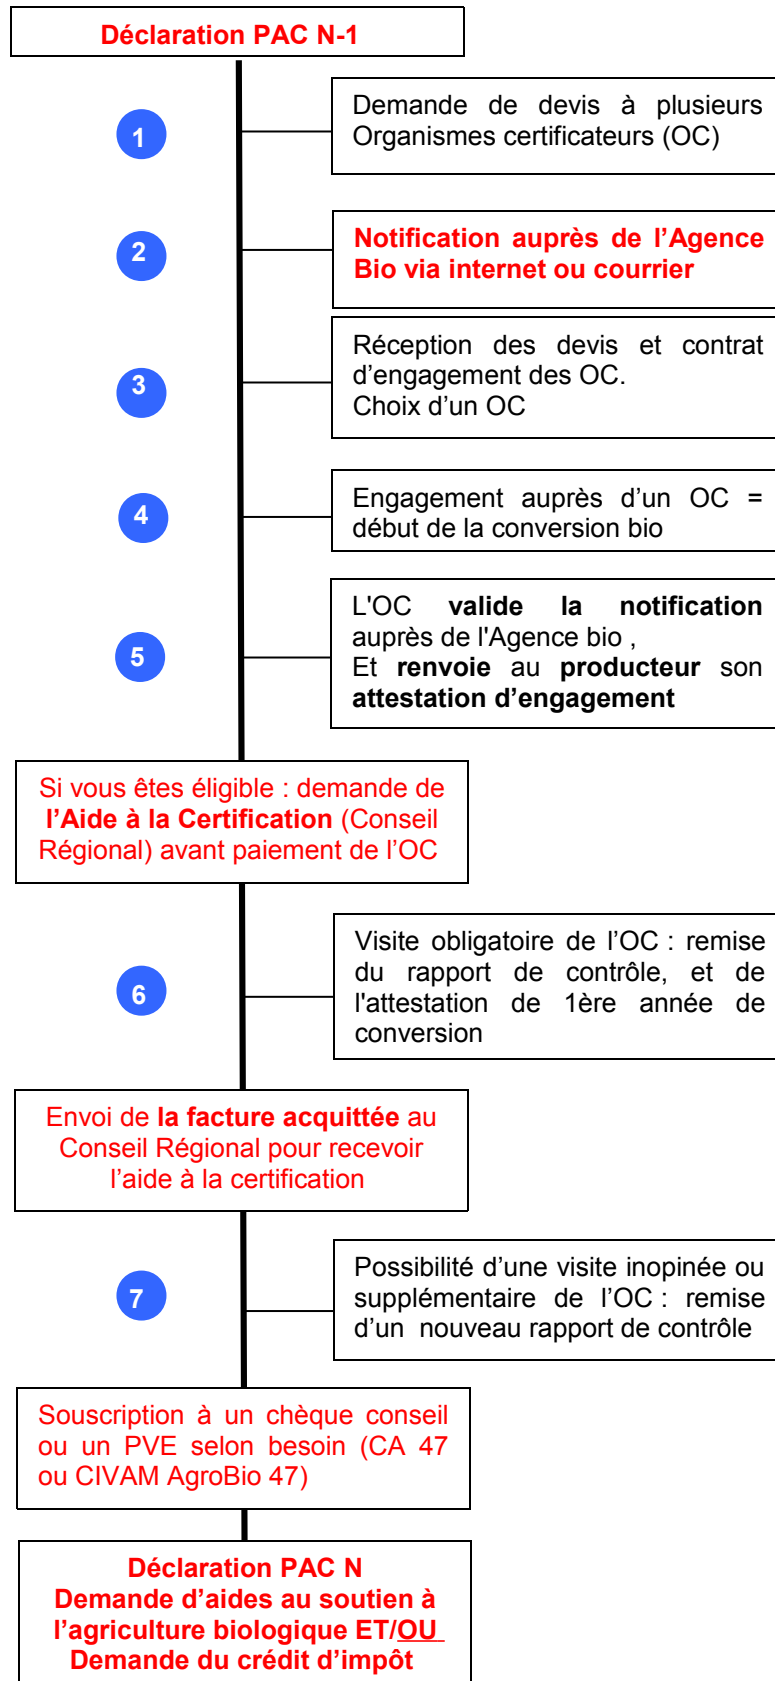 Déclaration PAC N-1
1
Demande de devis à plusieurs
Organismes certificateurs (OC)
2
Notification auprès de l’Agence
Bio via internet ou courrier
3
Réception des devis et contrat
d’engagement des OC.
Choix d’un OC
4
Engagement auprès d’un OC =
début de la conversion bio
5
L'OC valide la notification
auprès de l'Agence bio ,
Et renvoie au producteur son
attestation d’engagement
Si vous êtes éligible : demande de
l’Aide à la Certification (Conseil
Régional) avant paiement de l’OC
6
Visite obligatoire de l’OC : remise
du rapport de contrôle, et de
l'attestation de 1ère année de
conversion
Envoi de la facture acquittée au
Conseil Régional pour recevoir
l’aide à la certification
7
Possibilité d’une visite inopinée ou
supplémentaire de l’OC : remise
d’un nouveau rapport de contrôle
Souscription à un chèque conseil
ou un PVE selon besoin (CA 47
ou CIVAM AgroBio 47)
Déclaration PAC N
Demande d’aides au soutien à
l’agriculture biologique ET/OU
Demande du crédit d’impôt